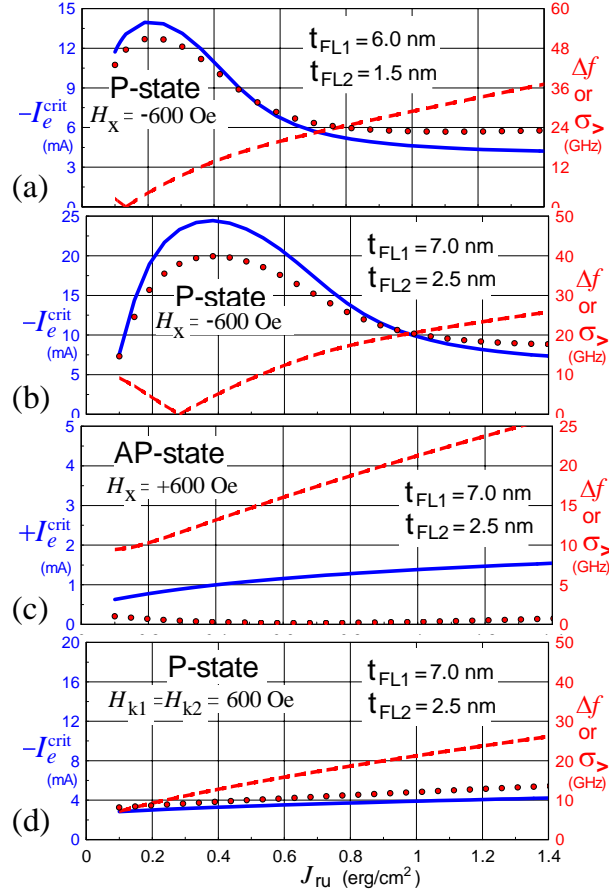 15
12
9
6
3
0
−I_e^crit
(mA)
(a)
P-state
H_x = -600 Oe
t_FL1 = 6.0 nm
t_FL2 = 1.5 nm
60
48
36
24
12
0
Δf
or
σ_ν
(GHz)
25
20
15
10
5
0
−I_e^crit
(mA)
(b)
P-state
H_x = -600 Oe
t_FL1 = 7.0 nm
t_FL2 = 2.5 nm
50
40
30
20
10
0
Δf
or
σ_ν
(GHz)
5
4
3
2
1
0
+I_e^crit
(mA)
(c)
AP-state
H_x = +600 Oe
t_FL1 = 7.0 nm
t_FL2 = 2.5 nm
25
20
15
10
5
0
Δf
or
σ_ν
(GHz)
20
16
12
8
4
0
−I_e^crit
(mA)
(d)
P-state
H_k1 = H_k2 = 600 Oe
t_FL1 = 7.0 nm
t_FL2 = 2.5 nm
50
40
30
20
10
0
Δf
or
σ_ν
(GHz)
0 0.2 0.4 0.6 0.8 1.0 1.2 1.4
J_ru (erg/cm²)